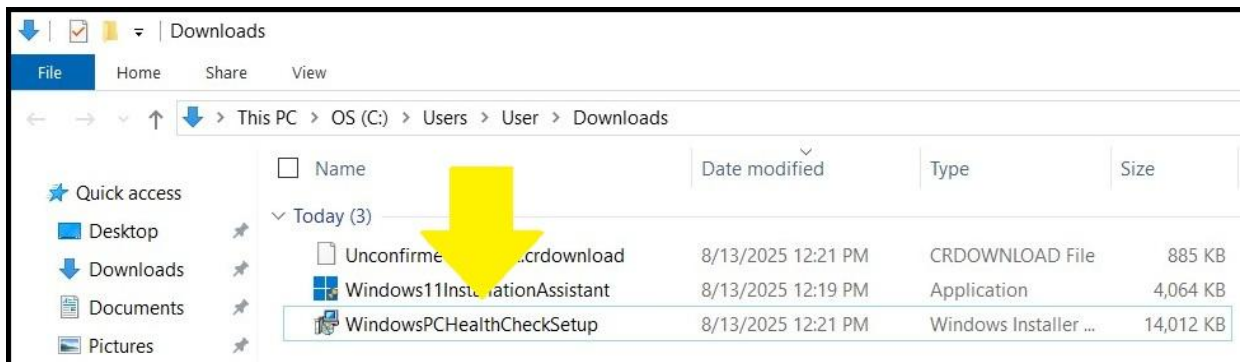 Downloads
File Home Share View
This PC > OS (C:) > Users > User > Downloads
Name Date modified Type Size
Quick access
Today (3)
Desktop
.crdownload 8/13/2025 12:21 PM CRDOWNLOAD File 885 KB
Downloads
Windows11Inst ationAssistant 8/13/2025 12:19 PM Application 4,064 KB
Documents
WindowsPCHealthCheckSetup 8/13/2025 12:21 PM Windows Installer ... 14,012 KB
Pictures